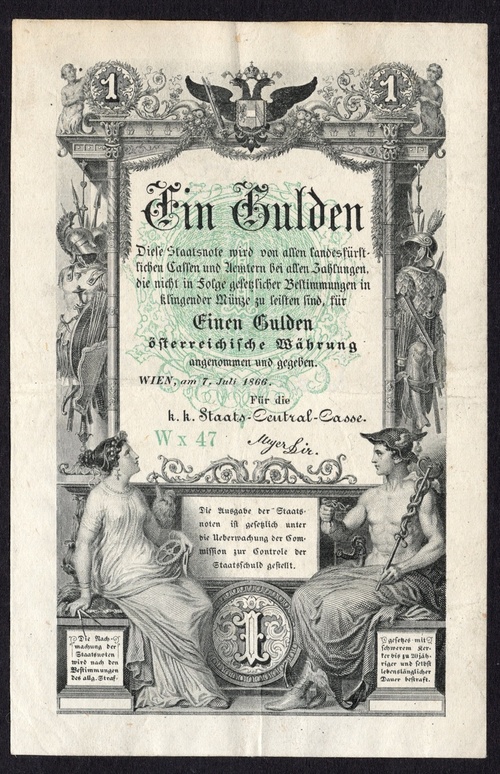 1 1
Ein Gulden
Diese Staatsnote wird von allen landesfürst-
lichen Cassen und Aemtern bei allen Zahlungen,
die nicht in Folge gesetzlicher Bestimmungen in
klingender Münze zu leisten sind, für
Einen Gulden
österreichische Währung
angenommen und gegeben.
WIEN, am 7. Juli 1866.
Für die
k. k. Staats-Central-Casse.
W x 47
Mayer Dir.
Die Ausgabe der Staats-
noten ist gesetzlich unter
die Ueberwachung der Com-
mission zur Controle der
Staatsschuld gestellt.
1
Die Nach-
machung der
Staatsnoten
wird nach den
Bestimmungen
des allg. Straf-
gesetzes mit
schwerem Ker-
ker bis zu 20jäh-
riger und selbst
lebenslänglicher
Dauer bestraft.